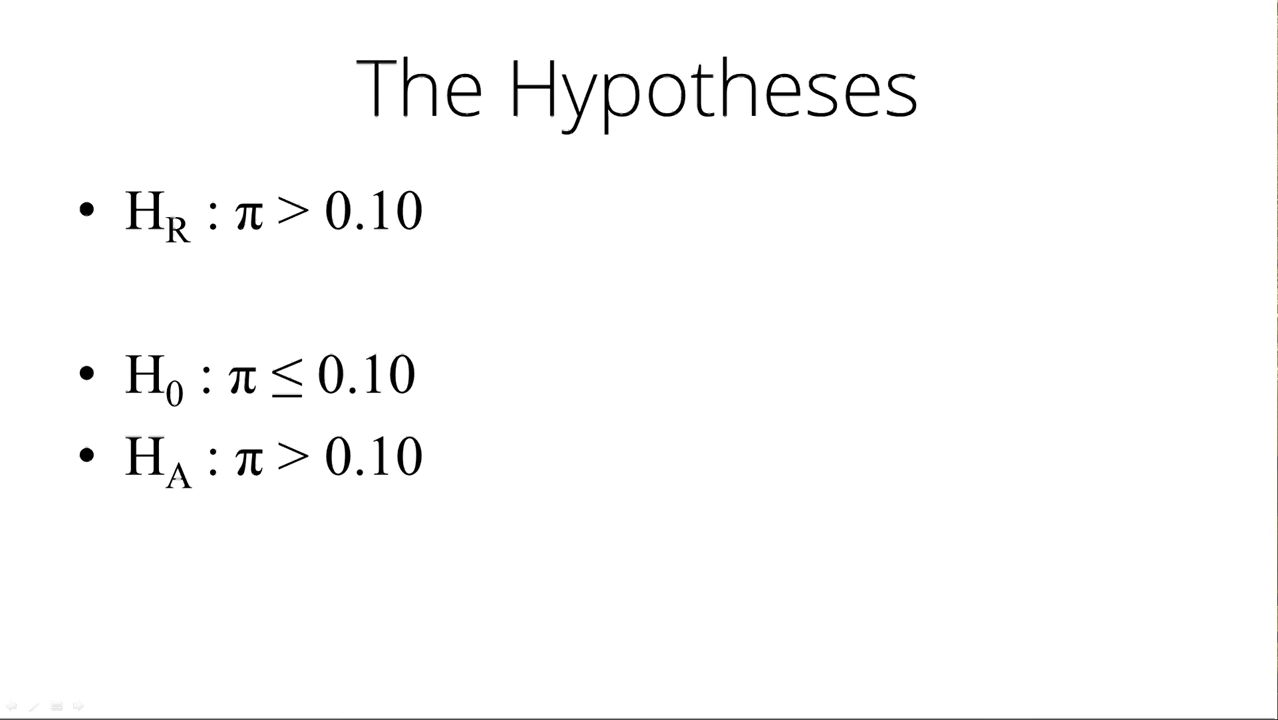 The Hypotheses
• H_R : π > 0.10
• H_0 : π ≤ 0.10
• H_A : π > 0.10